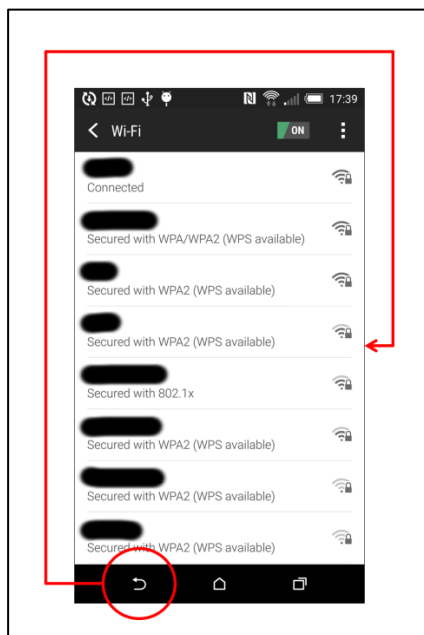 17:39
Wi-Fi
ON
Connected
Secured with WPA/WPA2 (WPS available)
Secured with WPA2 (WPS available)
Secured with WPA2 (WPS available)
Secured with 802.1x
Secured with WPA2 (WPS available)
Secured with WPA2 (WPS available)
Secured with WPA2 (WPS available)